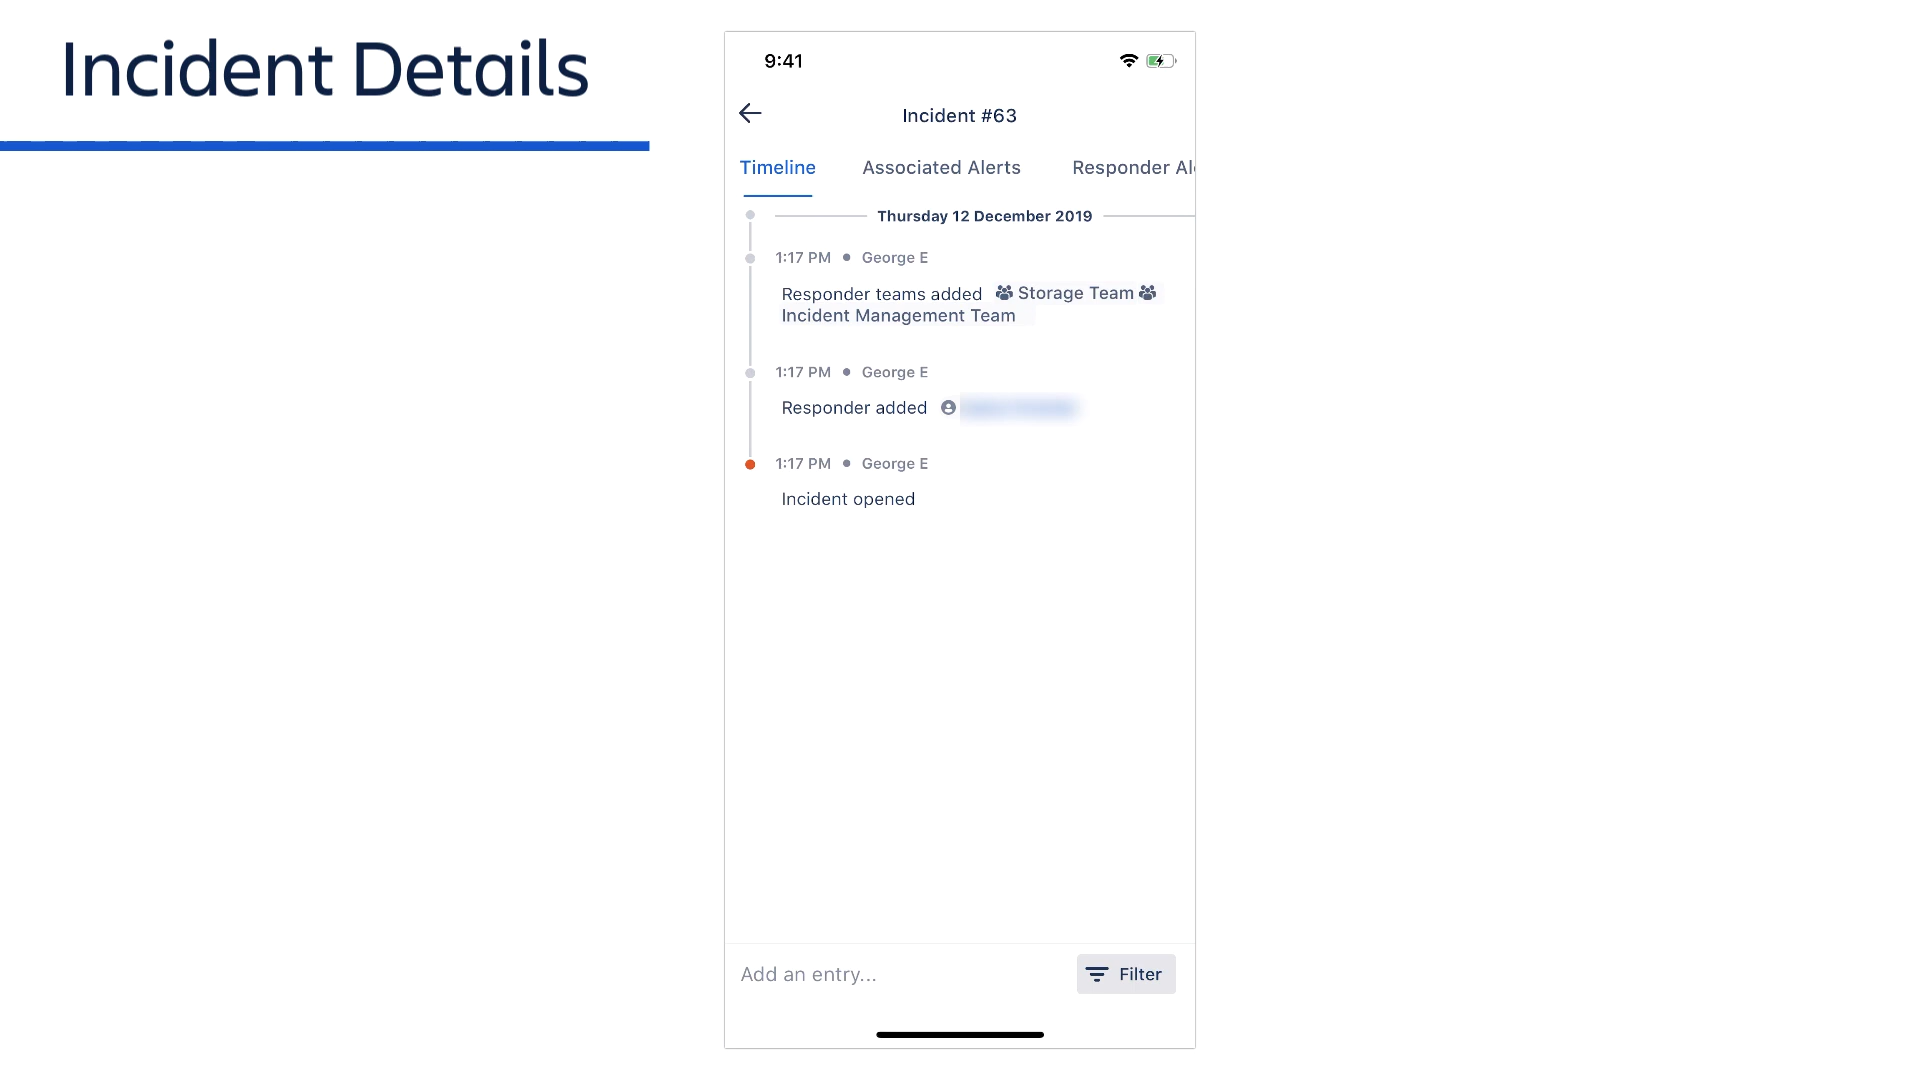 Incident Details
9:41
Incident #63
Timeline Associated Alerts Responder Al
Thursday 12 December 2019
1:17 PM • George E
Responder teams added Storage Team
Incident Management Team
1:17 PM • George E
Responder added
1:17 PM • George E
Incident opened
Add an entry... Filter